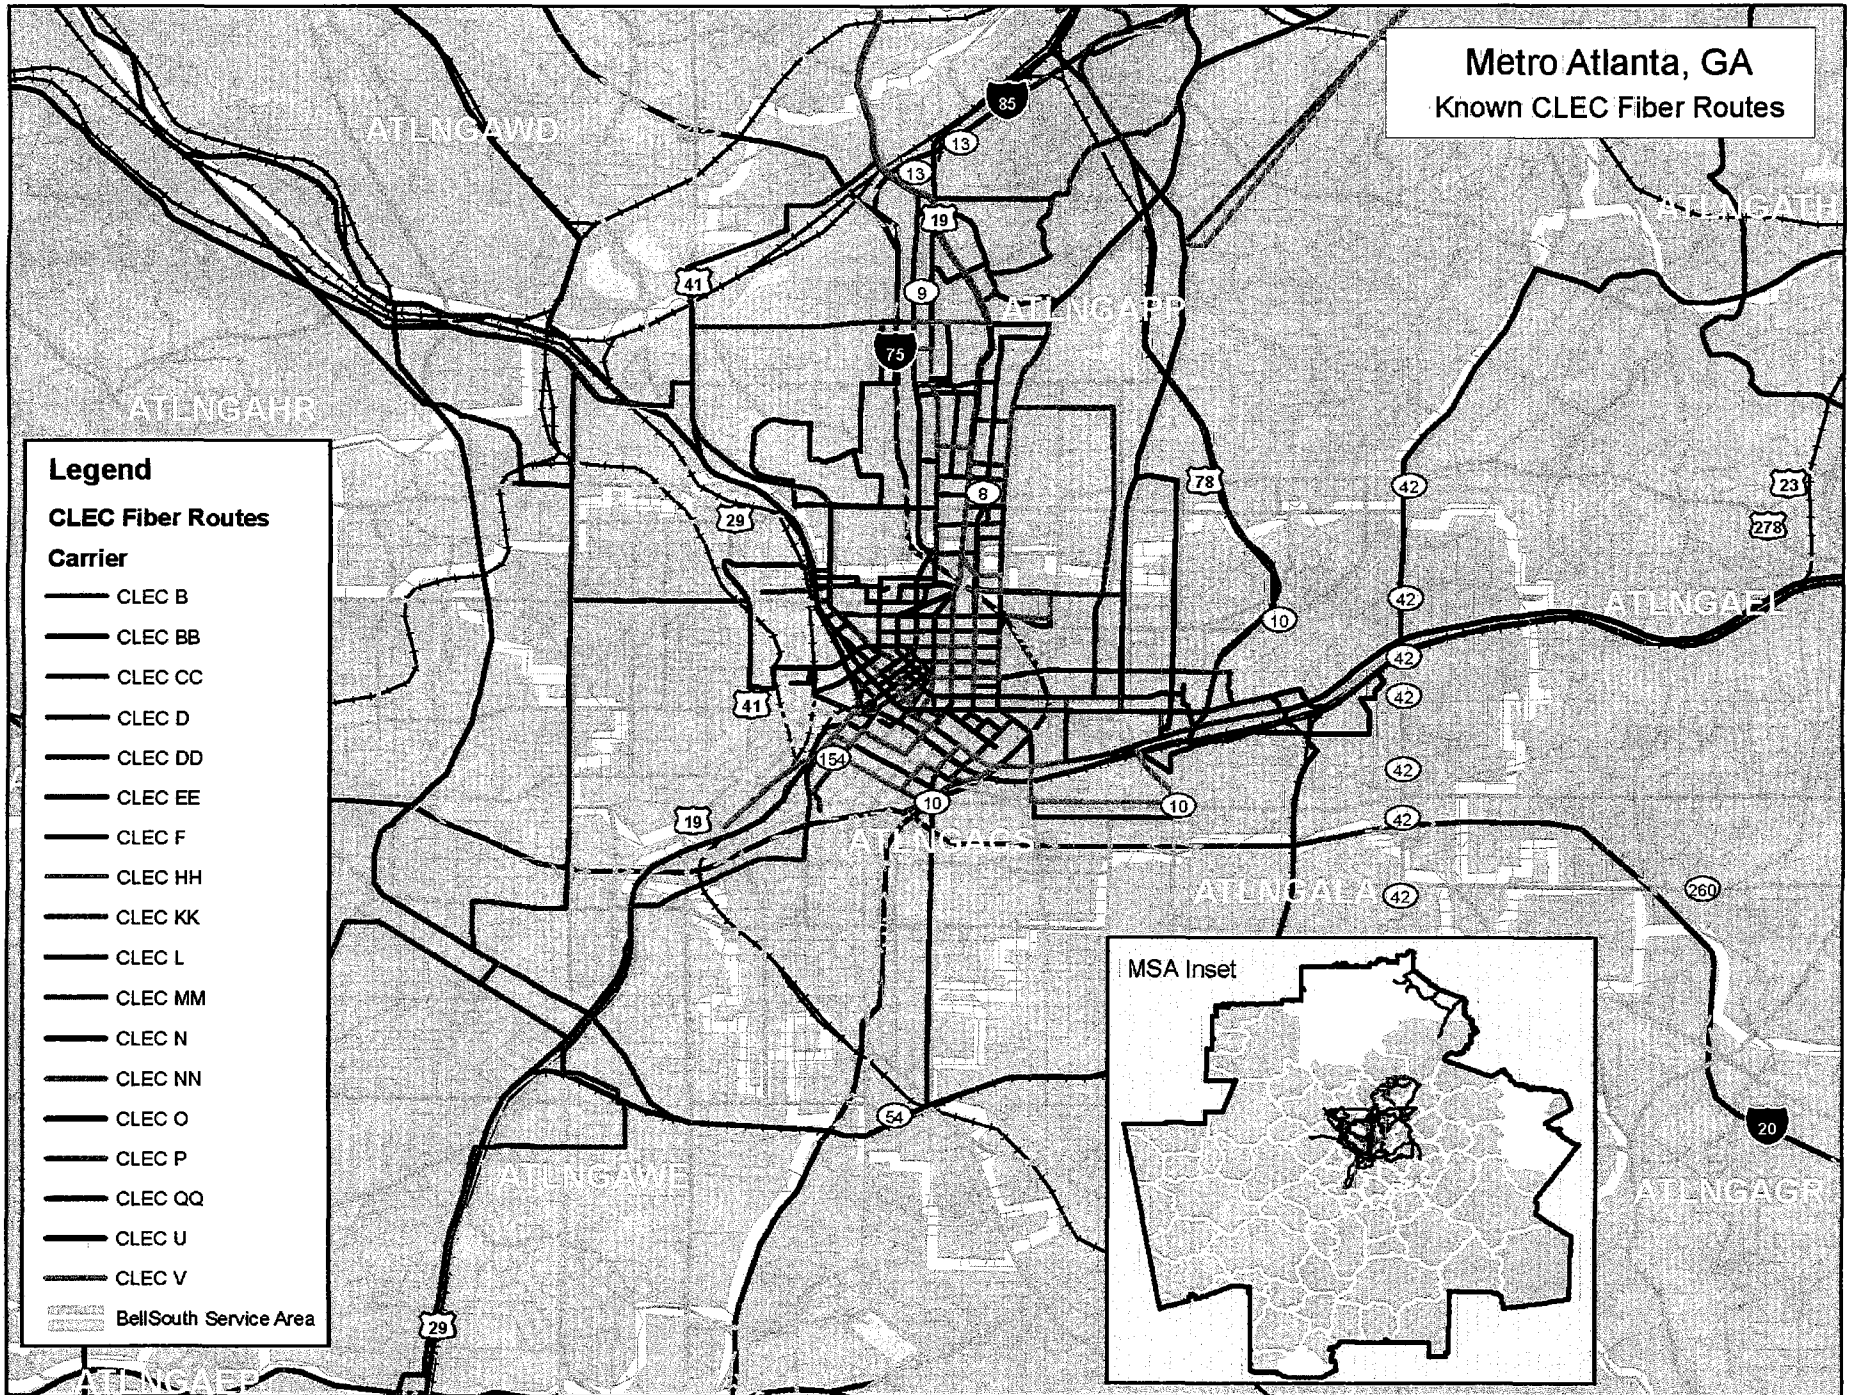 Metro Atlanta, GA
Known CLEC Fiber Routes
85
13
ATLNGAWD
13
19
ATLNGATH
41
9
ATLNGAPP
75
ATLNGAHR
Legend
CLEC Fiber Routes
Carrier
CLEC B
CLEC BB
CLEC CC
CLEC D
CLEC DD
CLEC EE
CLEC F
CLEC HH
CLEC KK
CLEC L
CLEC MM
CLEC N
CLEC NN
CLEC O
CLEC P
CLEC QQ
CLEC U
CLEC V
BellSouth Service Area
78
42
23
8
29
278
42
ATLNGAEL
10
42
42
41
154
42
10
10
19
42
ATLNGACS
ATLNGALA
42
260
MSA Inset
54
20
ATLNGAWE
ATLNGAGR
29
ATLNGAEP